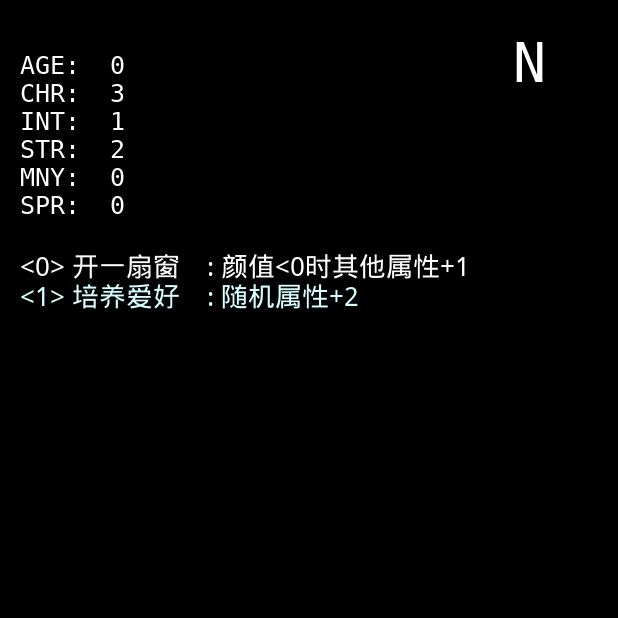 N
AGE: 0
CHR: 3
INT: 1
STR: 2
MNY: 0
SPR: 0
<0> 开一扇窗 : 颜值<0时其他属性+1
<1> 培养爱好 : 随机属性+2